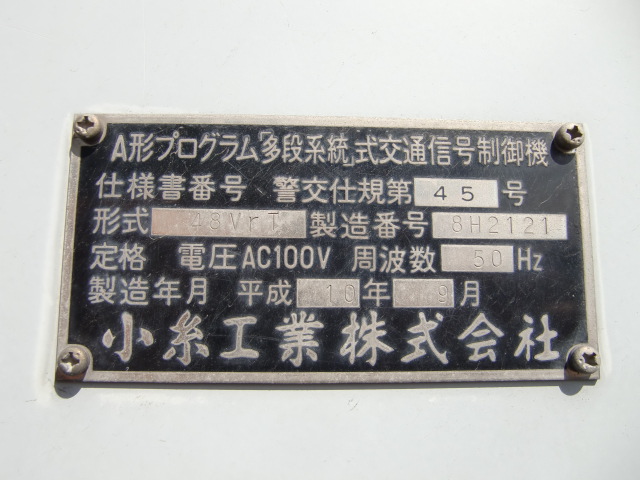 A形プログラム「多段系統」式交通信号制御機
仕様書番号 警交仕規第 45 号
形式 48VrT 製造番号 8H2121
定格 電圧AC100V 周波数 50 Hz
製造年月 平成 10 年 9 月
小糸工業株式会社